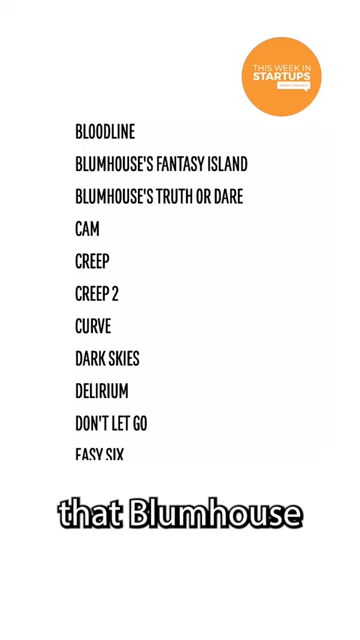 THIS WEEK IN
STARTUPS
BLOODLINE
BLUMHOUSE'S FANTASY ISLAND
BLUMHOUSE'S TRUTH OR DARE
CAM
CREEP
CREEP 2
CURVE
DARK SKIES
DELIRIUM
DON'T LET GO
EASY SIX
that Blumhouse